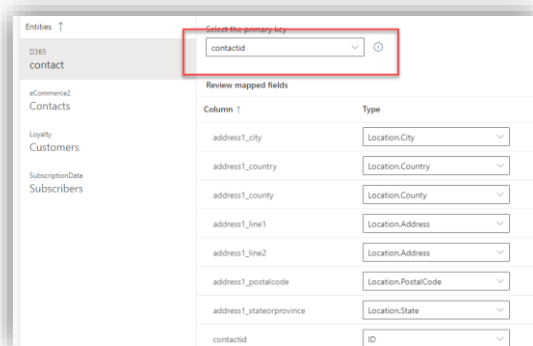 Entities ↑
Select the primary key
D365
contact
contactid
eCommerce2
Contacts
Review mapped fields
Column ↑ Type
Loyalty
Customers
address1_city Location.City
address1_country Location.Country
SubscriptionData
Subscribers
address1_county Location.County
address1_line1 Location.Address
address1_line2 Location.Address
address1_postalcode Location.PostalCode
address1_stateorprovince Location.State
contactid ID